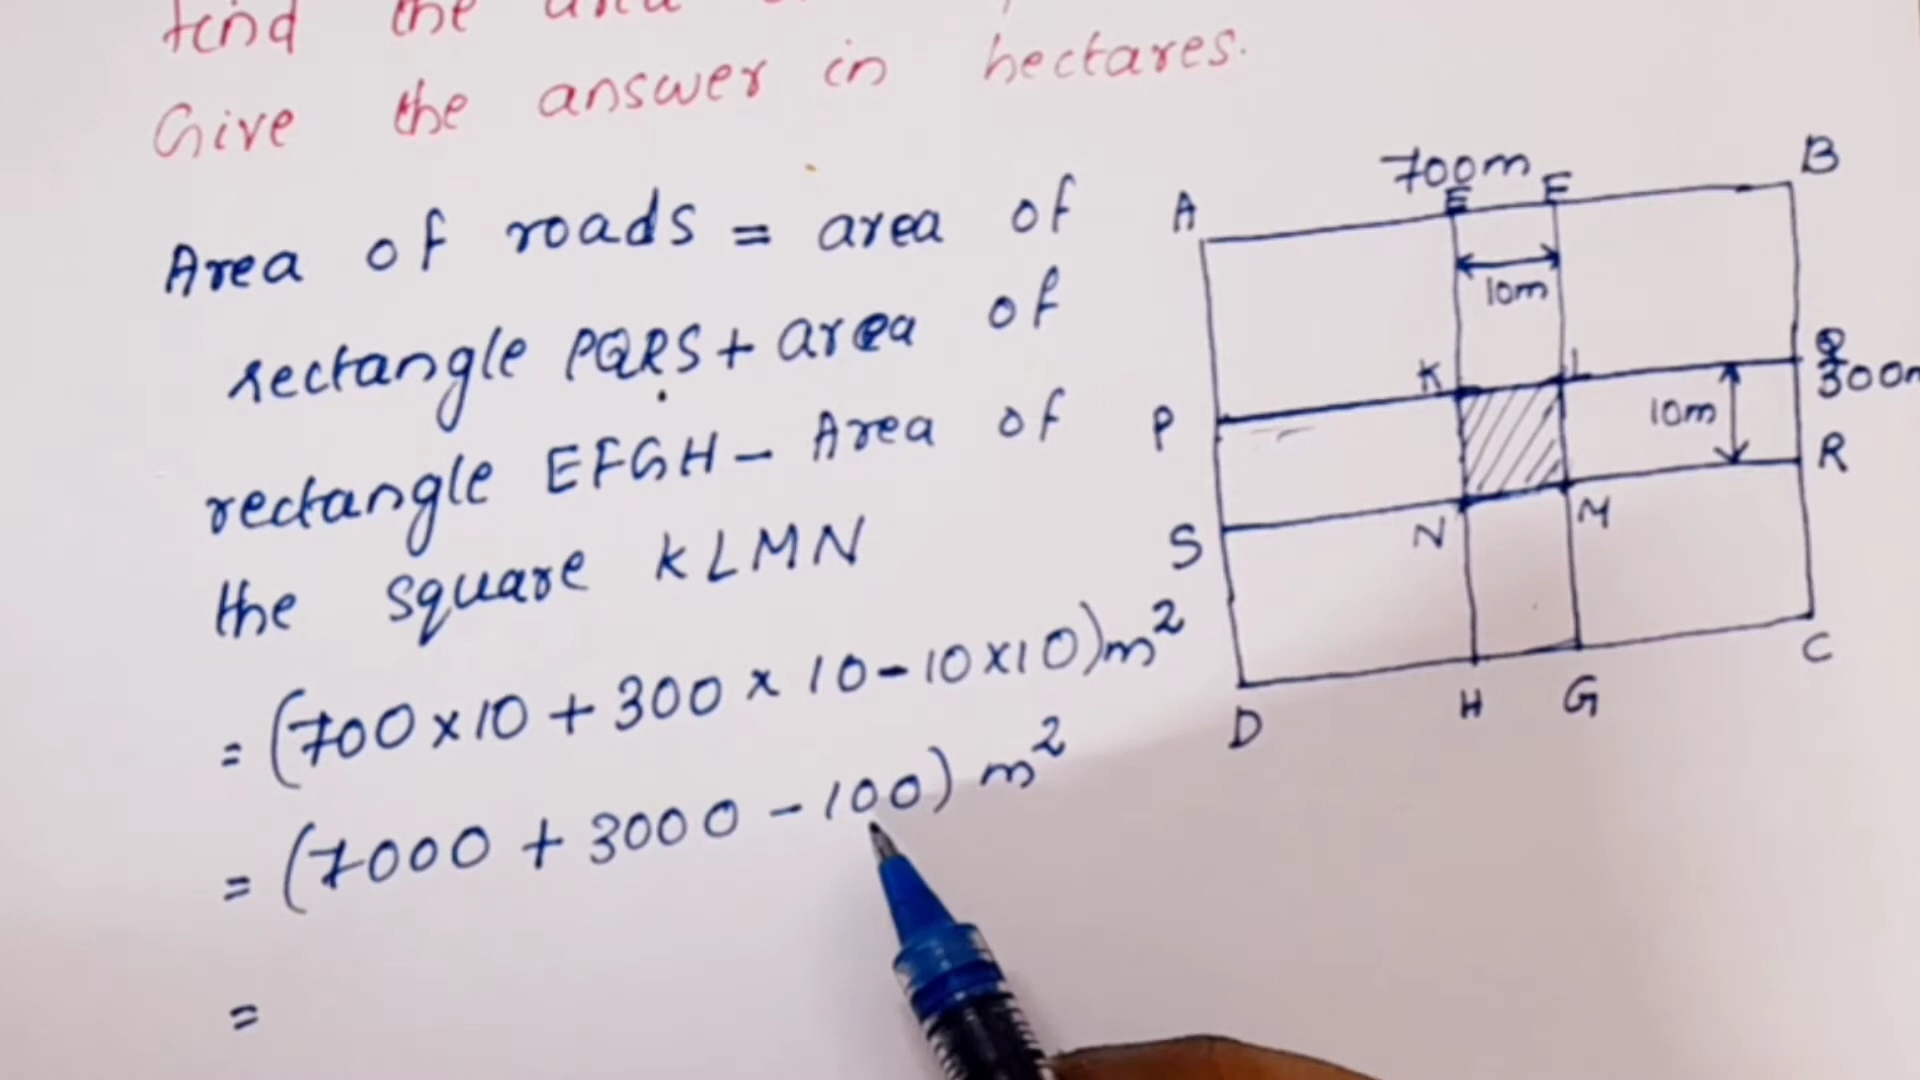 find the area
Give the answer in hectares.
Area of roads = area of
rectangle PQRS + area of
rectangle EFGH - Area of
the square KLMN
= (700 x 10 + 300 x 10 - 10 x 10) m²
= (7000 + 3000 - 100) m²
=
700m
A E F B
10m
K L Q
300m
P 10m
R
S N M
D H G C